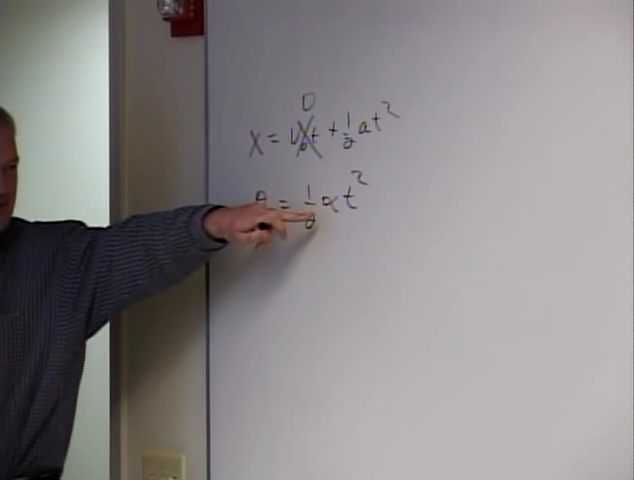 0
X = V₀t + ½at²
θ = ½αt²